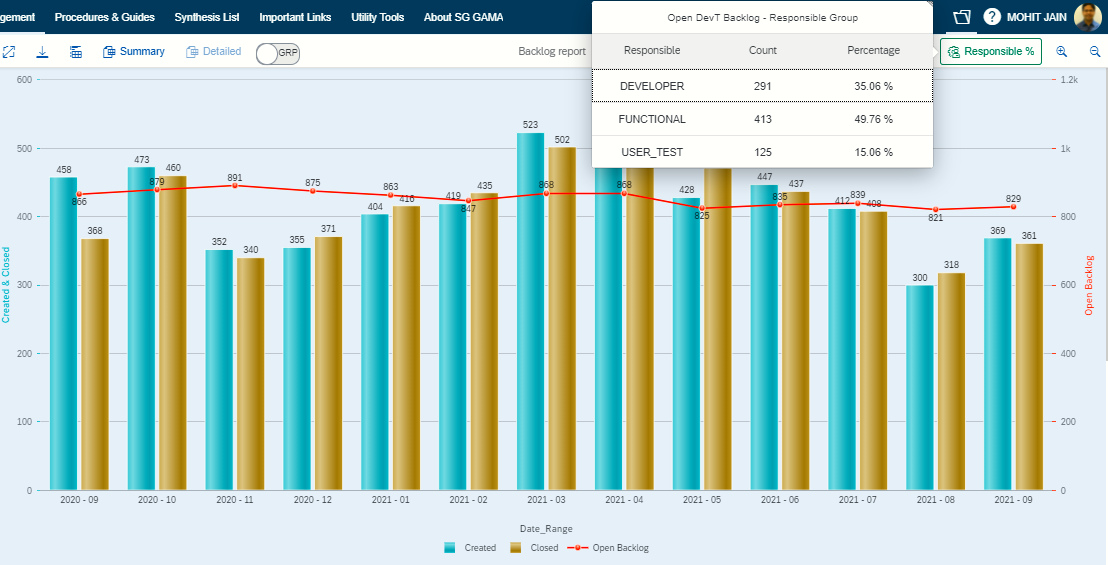 gement Procedures & Guides Synthesis List Important Links Utility Tools About SG GAMA
MOHIT JAIN
Summary Detailed GRP Backlog report Responsible %
Open DevT Backlog - Responsible Group
Responsible Count Percentage
DEVELOPER 291 35.06 %
FUNCTIONAL 413 49.76 %
USER_TEST 125 15.06 %
600 1.2k
500 1k
400 800
300 600
200 400
100 200
0 0
Created & Closed
Open Backlog
458 368 866
473 460 879
352 340 891
355 371 875
404 416 863
419 435 847
523 502 868
868
428 825
447 437 835
412 408 839
300 318 821
369 361 829
2020 - 09 2020 - 10 2020 - 11 2020 - 12 2021 - 01 2021 - 02 2021 - 03 2021 - 04 2021 - 05 2021 - 06 2021 - 07 2021 - 08 2021 - 09
Date_Range
Created Closed Open Backlog